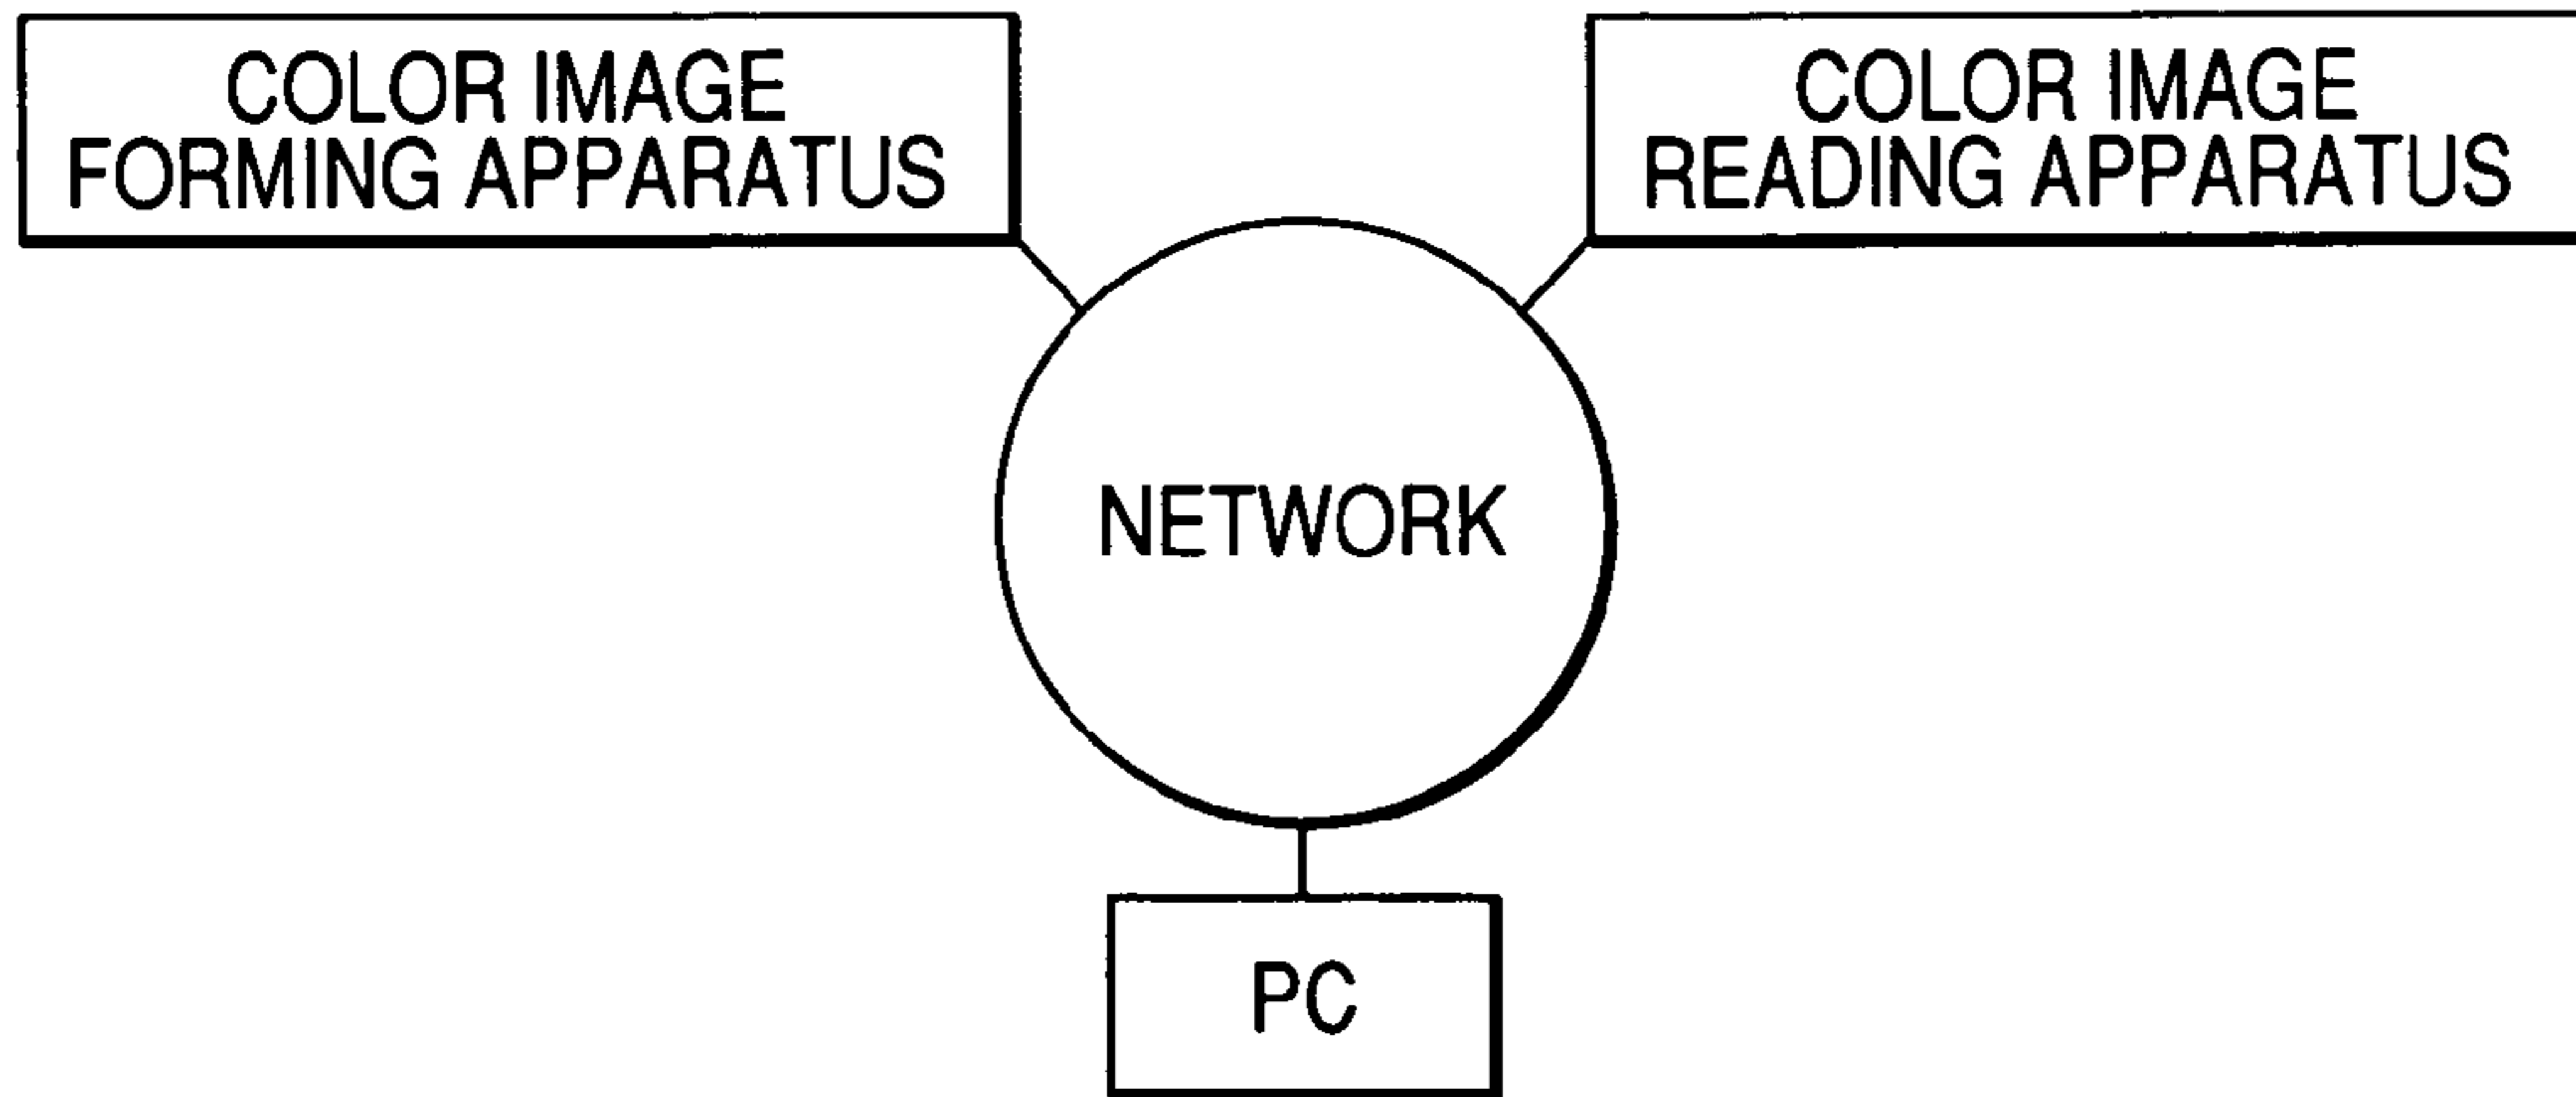 COLOR IMAGE
FORMING APPARATUS
COLOR IMAGE
READING APPARATUS
NETWORK
PC